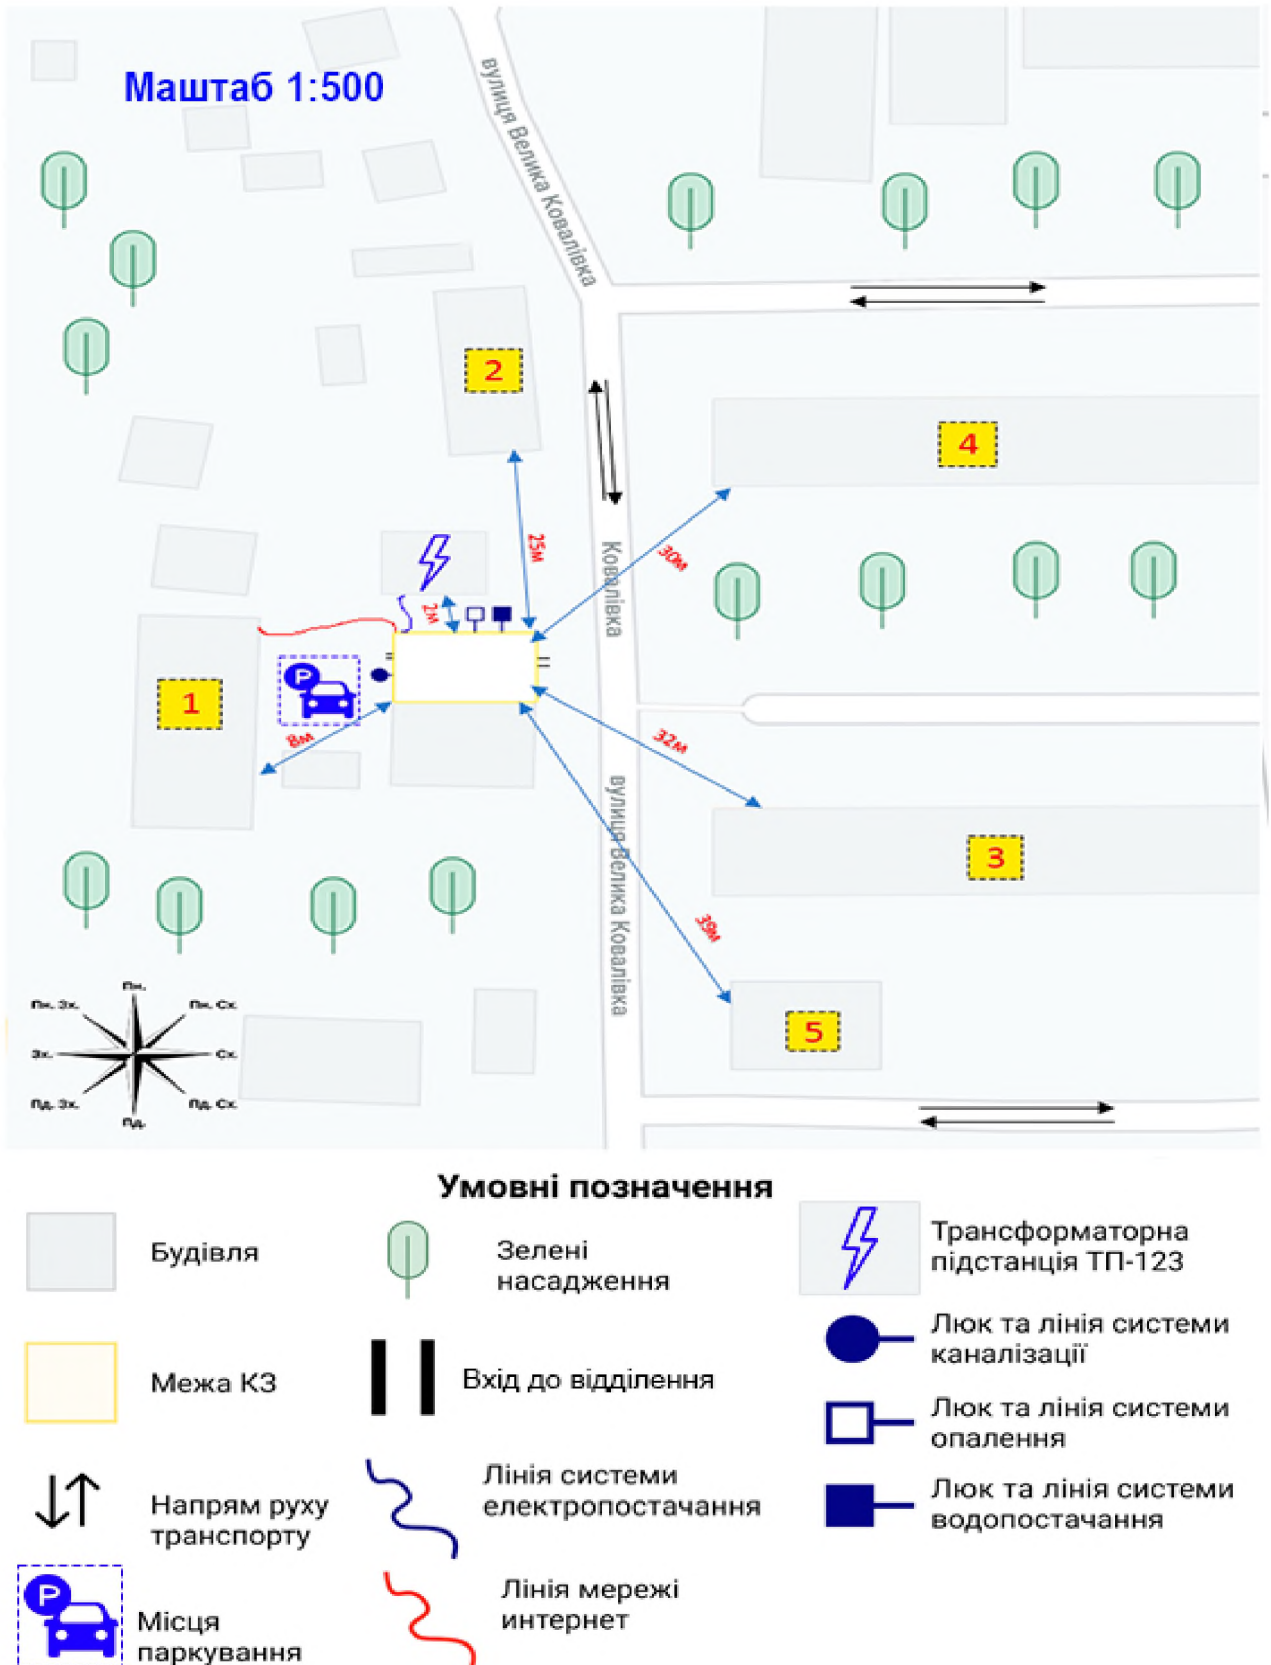 Маштаб 1:500
вулиця Велика Ковалівка
2
4
25м
30м
Ковалівка
2м
P
1
8м
32м
вулиця Велика Ковалівка
3
39м
5
Пн.
Пн. Зх.
Пн. Сх.
Зх.
Сх.
Пд. Зх.
Пд. Сх.
Пд.
Умовні позначення
Будівля
Зелені
насадження
Трансформаторна
підстанція ТП-123
Межа КЗ
Вхід до відділення
Люк та лінія системи
каналізації
Люк та лінія системи
опалення
Напрям руху
транспорту
Лінія системи
електропостачання
Люк та лінія системи
водопостачання
P
Місця
паркування
Лінія мережі
интернет